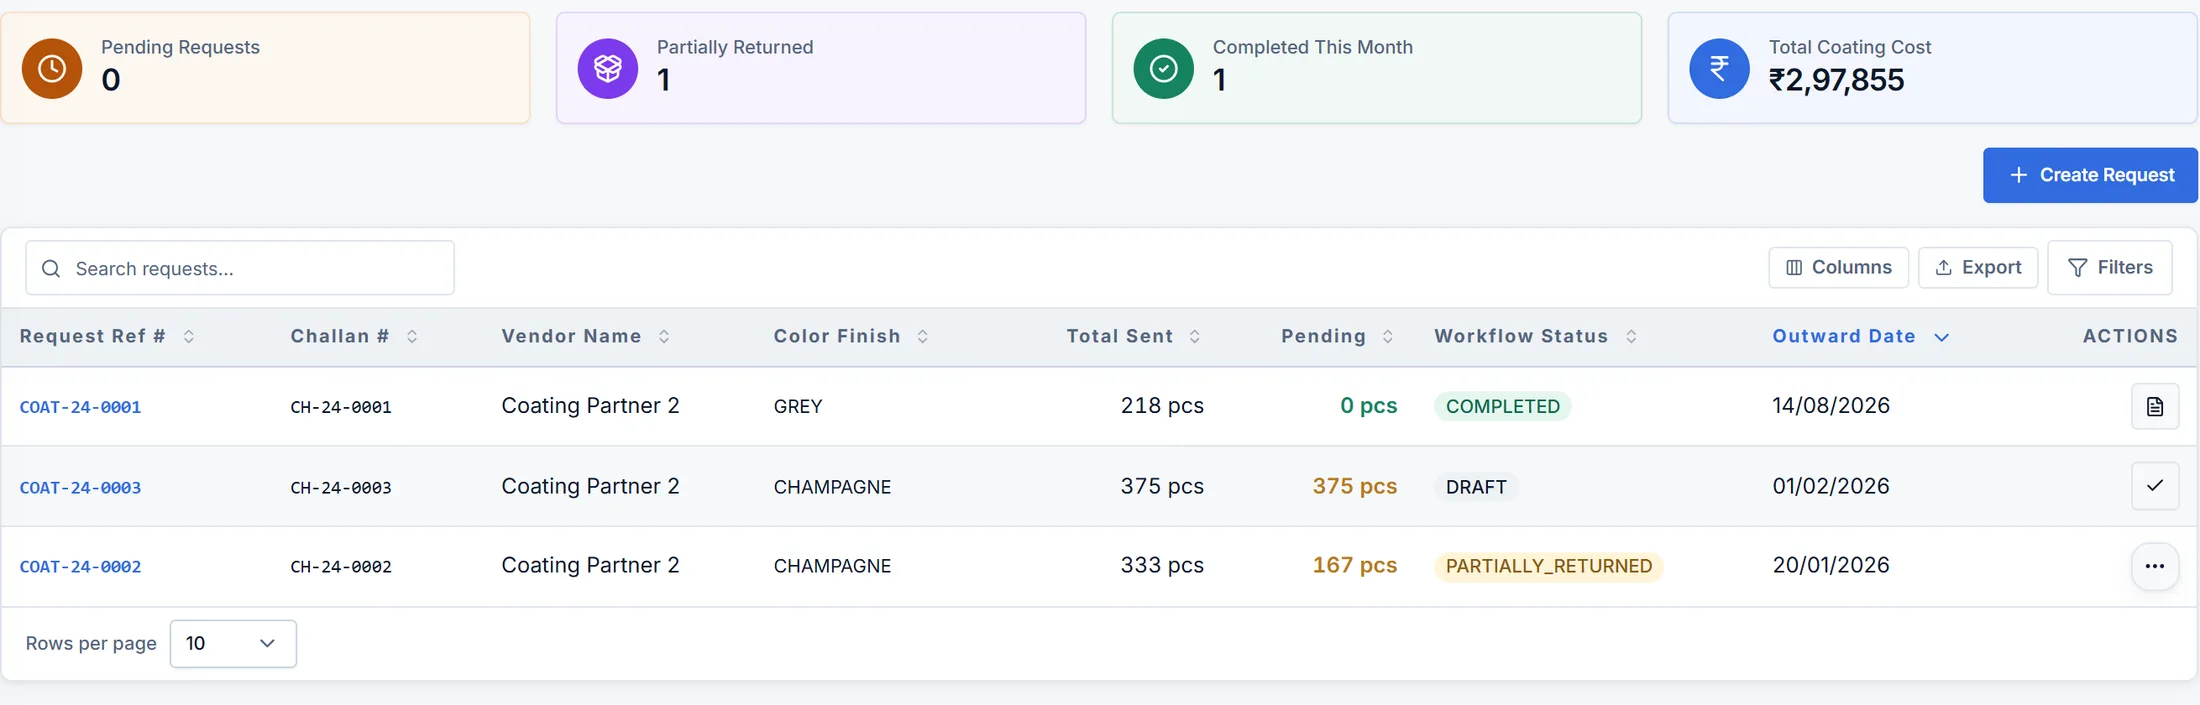 Pending Requests
0
Partially Returned
1
Completed This Month
1
Total Coating Cost
₹2,97,855
Create Request
Search requests...
Columns
Export
Filters
Request Ref # Challan # Vendor Name Color Finish Total Sent Pending Workflow Status Outward Date ACTIONS
COAT-24-0001 CH-24-0001 Coating Partner 2 GREY 218 pcs 0 pcs COMPLETED 14/08/2026
COAT-24-0003 CH-24-0003 Coating Partner 2 CHAMPAGNE 375 pcs 375 pcs DRAFT 01/02/2026
COAT-24-0002 CH-24-0002 Coating Partner 2 CHAMPAGNE 333 pcs 167 pcs PARTIALLY_RETURNED 20/01/2026
Rows per page 10